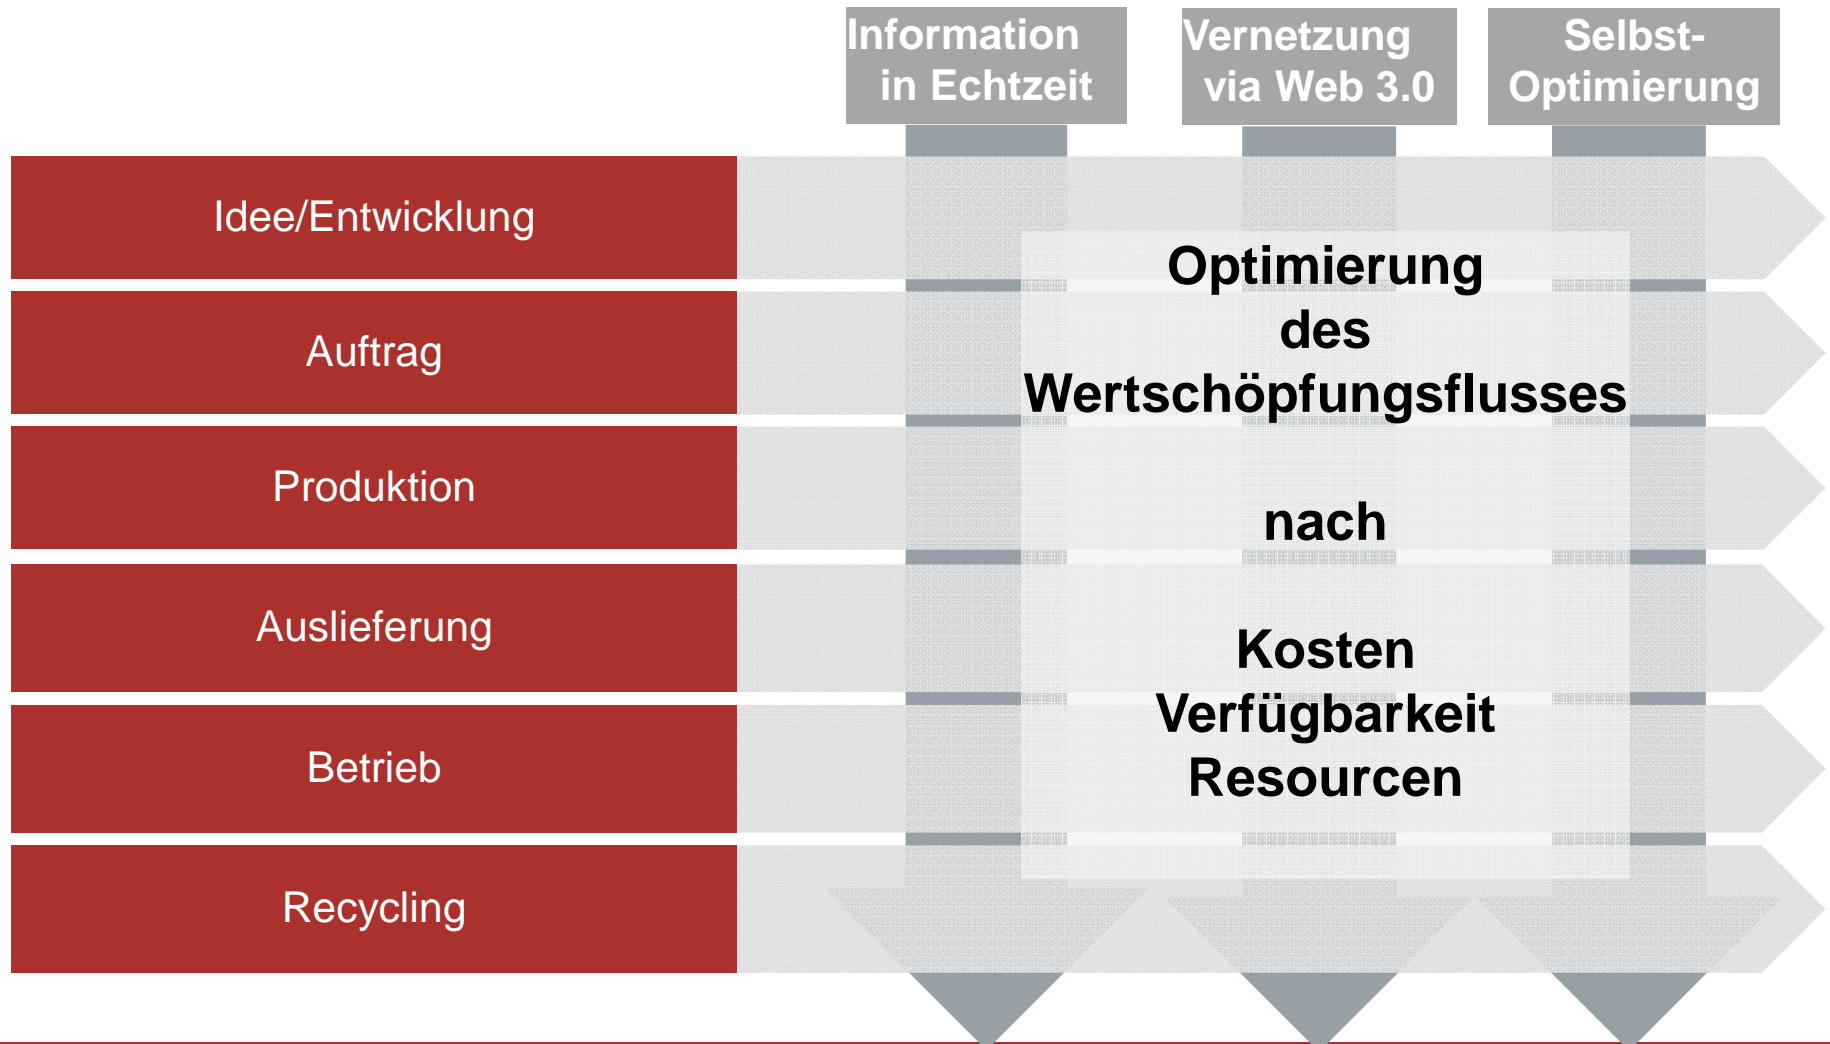 Information
in Echtzeit
Vernetzung
via Web 3.0
Selbst-
Optimierung
Idee/Entwicklung
Auftrag
Produktion
Auslieferung
Betrieb
Recycling
Optimierung
des
Wertschöpfungsflusses
nach
Kosten
Verfügbarkeit
Resourcen